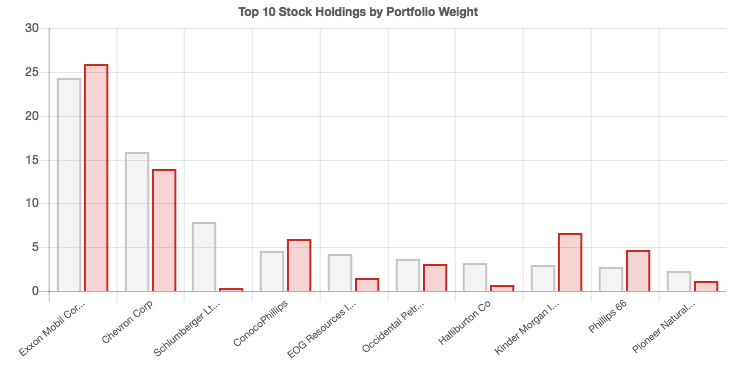 Top 10 Stock Holdings by Portfolio Weight
30
25
20
15
10
5
0
Exxon Mobil Cor...
Chevron Corp
Schlumberger Lt...
ConocoPhillips
EOG Resources I...
Occidental Petr...
Halliburton Co
Kinder Morgan I...
Phillips 66
Pioneer Natural...